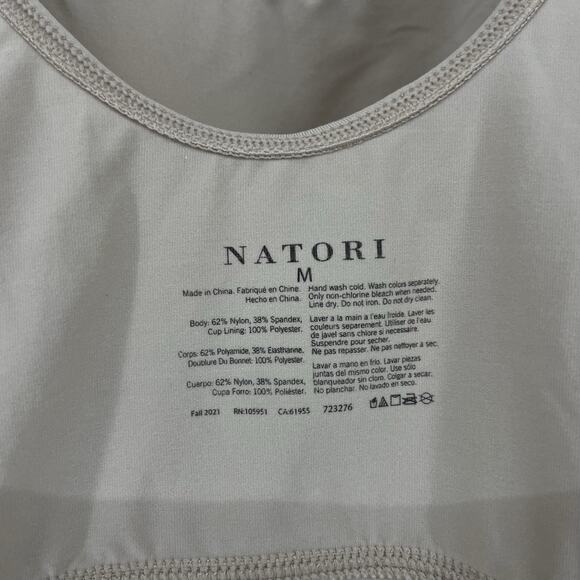 NATORI
M
Made in China. Fabriqué en Chine.
Hecho en China.
Hand wash cold. Wash colors separately.
Only non-chlorine bleach when needed.
Line dry. Do not iron. Do not dry clean.
Body: 62% Nylon, 38% Spandex,
Cup Lining: 100% Polyester.
Laver a la main à l'eau froide. Laver les
couleurs separement. Utiliser de l'eau
de javel sans chlore si necessaire.
Suspendre pour secher.
Ne pas repasser. Ne pas nettoyer a sec.
Corps: 62% Polyamide, 38% Elasthanne.
Doublure Du Bonnet: 100% Polyester.
Lavar a mano en frio. Lavar piezas
juntas del mismo color. Use sólo
blanqueador sin cloro. Colgar a secar.
No planchar. No lavado en seco.
Cuerpo: 62% Nylon, 38% Spandex,
Cupa Forro: 100% Poliéster.
Fall 2021 RN:105951 CA:61955 723276